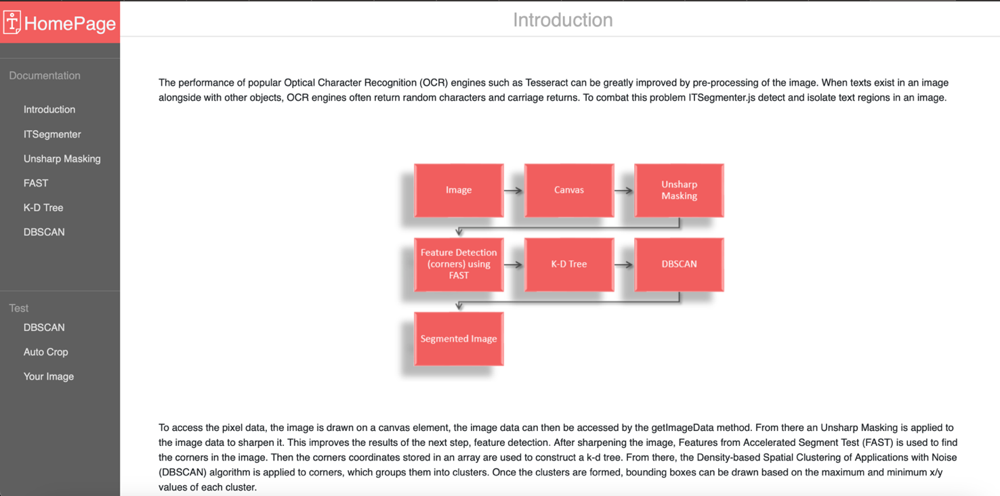 HomePage
Introduction
Documentation
Introduction
ITSegmenter
Unsharp Masking
FAST
K-D Tree
DBSCAN
Test
DBSCAN
Auto Crop
Your Image
The performance of popular Optical Character Recognition (OCR) engines such as Tesseract can be greatly improved by pre-processing of the image. When texts exist in an image
alongside with other objects, OCR engines often return random characters and carriage returns. To combat this problem ITSegmenter.js detect and isolate text regions in an image.
Image
Canvas
Unsharp
Masking
Feature Detection
(corners) using
FAST
K-D Tree
DBSCAN
Segmented Image
To access the pixel data, the image is drawn on a canvas element, the image data can then be accessed by the getImageData method. From there an Unsharp Masking is applied to
the image data to sharpen it. This improves the results of the next step, feature detection. After sharpening the image, Features from Accelerated Segment Test (FAST) is used to find
the corners in the image. Then the corners coordinates stored in an array are used to construct a k-d tree. From there, the Density-based Spatial Clustering of Applications with Noise
(DBSCAN) algorithm is applied to corners, which groups them into clusters. Once the clusters are formed, bounding boxes can be drawn based on the maximum and minimum x/y
values of each cluster.